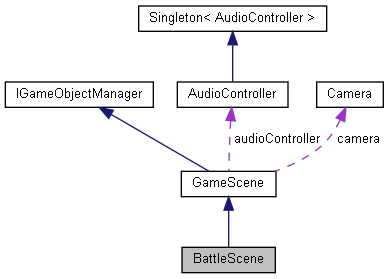 Singleton< AudioController >
IGameObjectManager
AudioController
Camera
audioController
camera
GameScene
BattleScene